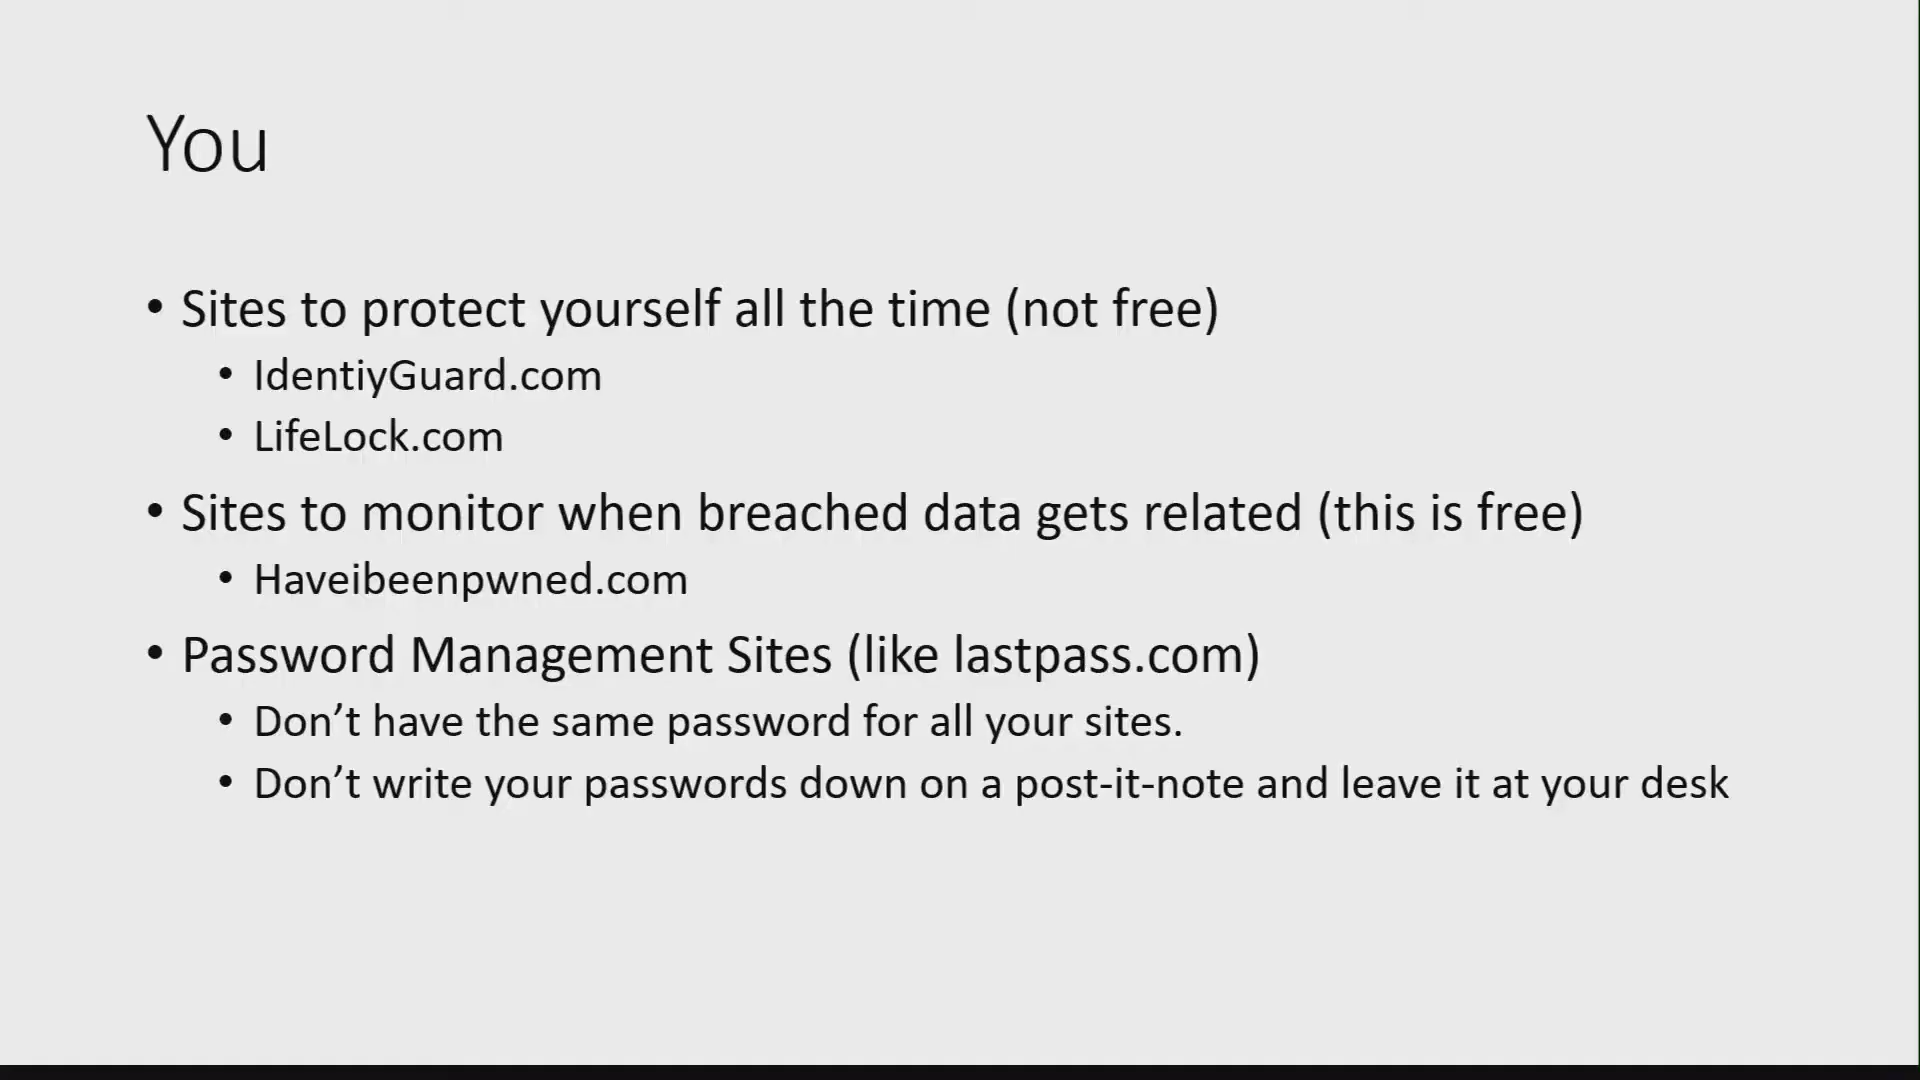 You
• Sites to protect yourself all the time (not free)
• IdentiyGuard.com
• LifeLock.com
• Sites to monitor when breached data gets related (this is free)
• Haveibeenpwned.com
• Password Management Sites (like lastpass.com)
• Don’t have the same password for all your sites.
• Don’t write your passwords down on a post-it-note and leave it at your desk